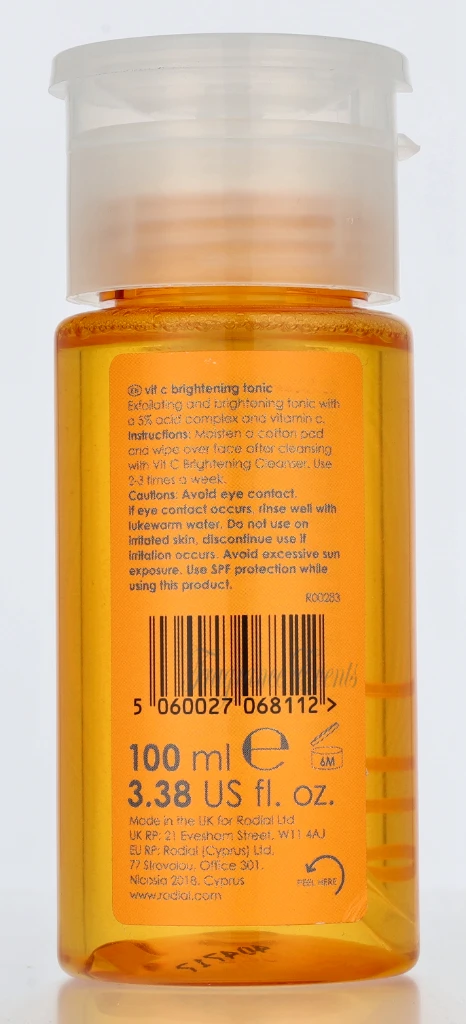 EN vit c brightening tonic
Exfoliating and brightening tonic with
a 5% acid complex and vitamin c.
Instructions: Moisten a cotton pad
and wipe over face after cleansing
with Vit C Brightening Cleanser. Use
2-3 times a week.
Cautions: Avoid eye contact.
If eye contact occurs, rinse well with
lukewarm water. Do not use on
irritated skin, discontinue use if
irritation occurs. Avoid excessive sun
exposure. Use SPF protection while
using this product.
R00283
5 060027 068112 >
100 ml e
6M
3.38 US fl. oz.
Made in the UK for Rodial Ltd
UK RP: 21 Evesham Street, W11 4AJ
EU RP: Rodial (Cyprus) Ltd,
77 Strovolou, Office 301,
Nicosia 2018, Cyprus
www.rodial.com
PEEL HERE